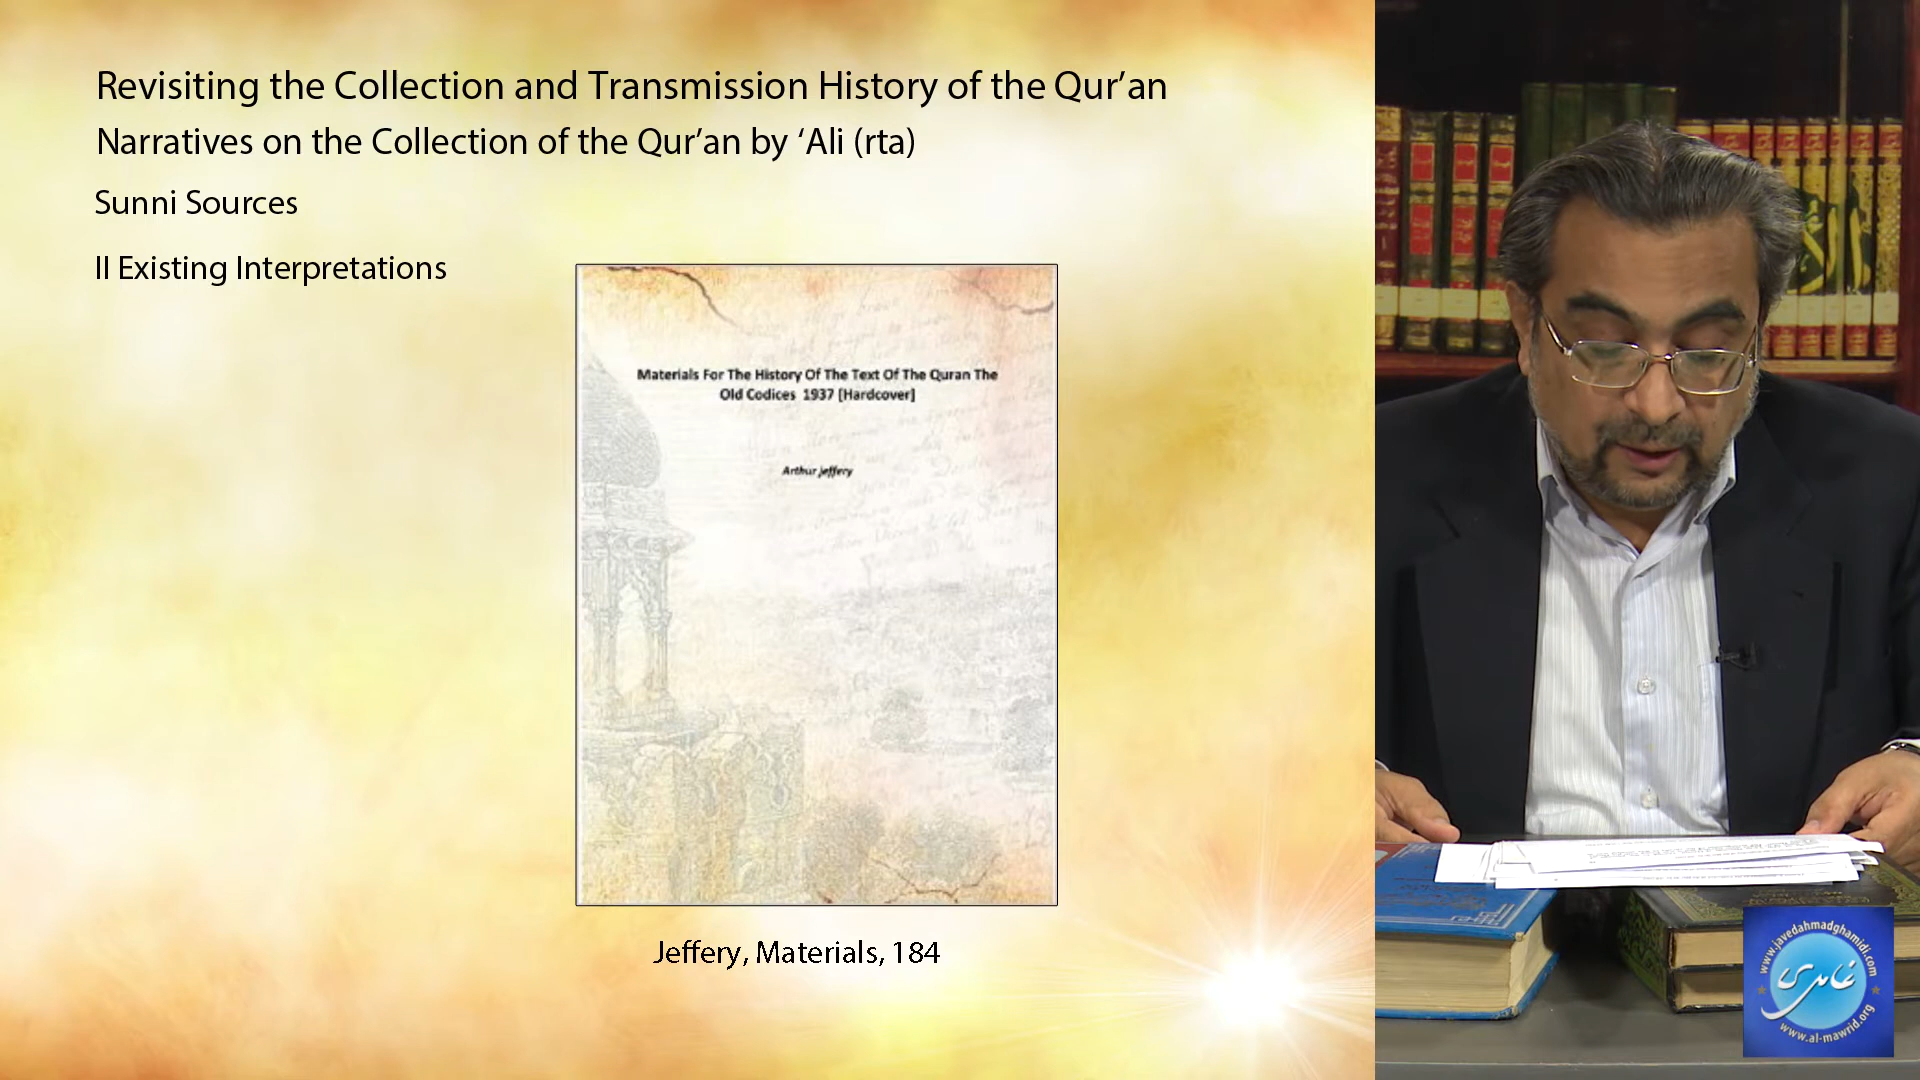 Revisiting the Collection and Transmission History of the Qur’an
Narratives on the Collection of the Qur’an by ‘Ali (rta)
Sunni Sources
II Existing Interpretations
Materials For The History Of The Text Of The Quran The
Old Codices 1937 [Hardcover]
Arthur Jeffery
Jeffery, Materials, 184
www.javedahmadghamidi.com
غامدی
www.al-mawrid.org